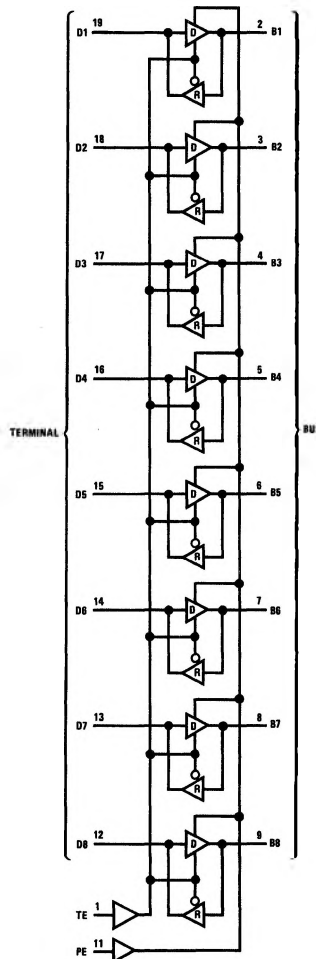 D1 19 D 2 B1
R
D2 18 D 3 B2
R
D3 17 D 4 B3
R
D4 16 D 5 B4
R
TERMINAL BU
D5 15 D 6 B5
R
D6 14 D 7 B6
R
D7 13 D 8 B7
R
D8 12 D 9 B8
R
TE 1
PE 11